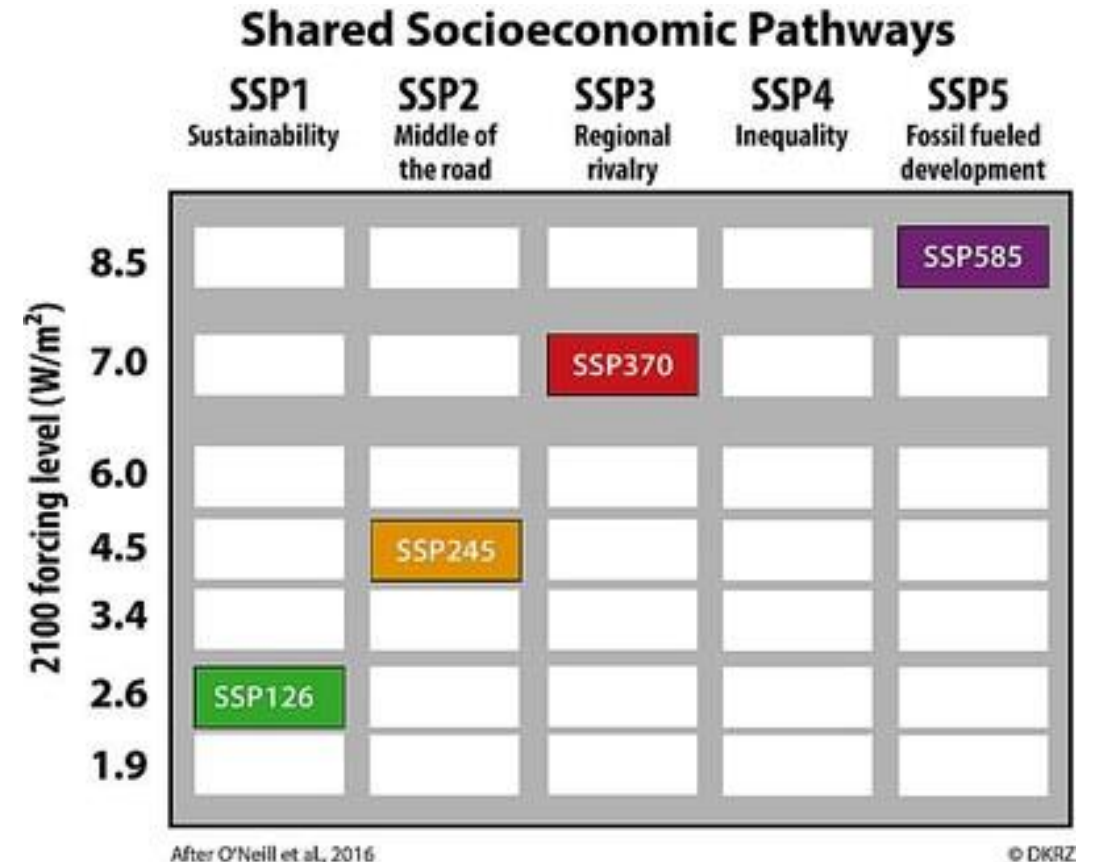 Shared Socioeconomic Pathways
SSP1 SSP2 SSP3 SSP4 SSP5
Sustainability Middle of Regional Inequality Fossil fueled
the road rivalry development
2100 forcing level (W/m²)
8.5 SSP585
7.0 SSP370
6.0
4.5 SSP245
3.4
2.6 SSP126
1.9
After O'Neill et al., 2016 © DKRZ